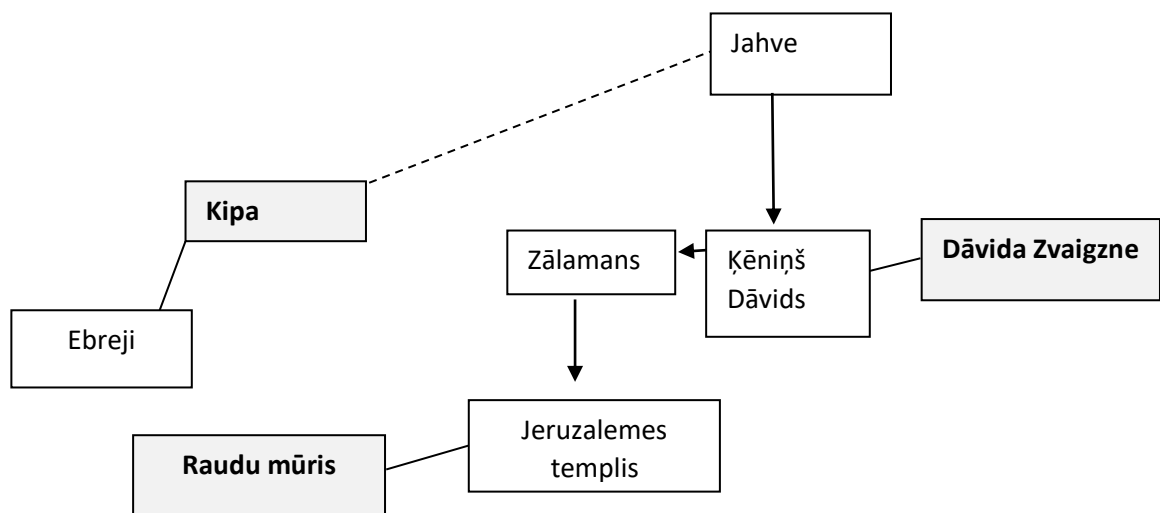 Jahve
Kipa
Zālamans
Ķēniņš
Dāvids
Dāvida Zvaigzne
Ebreji
Jeruzalemes
templis
Raudu mūris